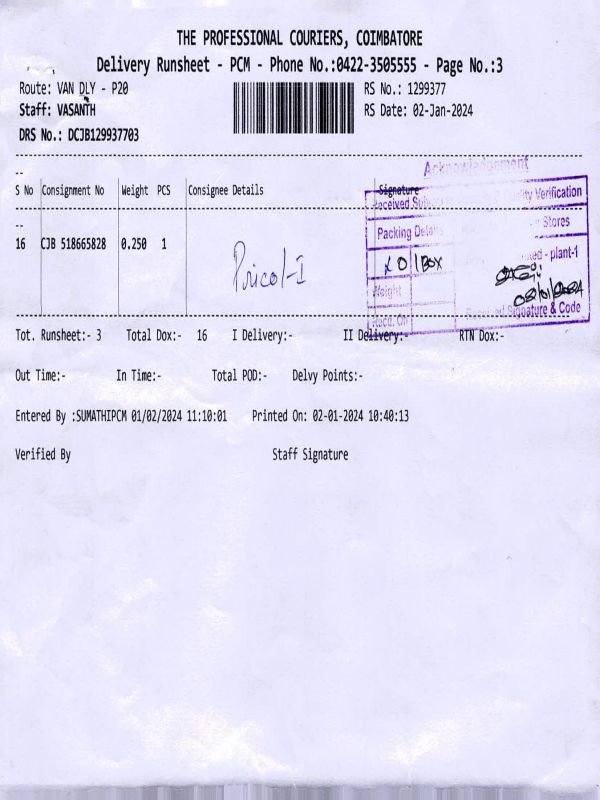 THE PROFESSIONAL COURIERS, COIMBATORE
Delivery Runsheet - PCM - Phone No.:0422-3505555 - Page No.:3
Route: VAN DLY - P20 RS No.: 1299377
Staff: VASANTH RS Date: 02-Jan-2024
DRS No.: DCJB129937703
--
Acknowledgement
S No Consignment No Weight PCS Consignee Details Signature
Received Verification
--
Packing Details Stores
16 CJB 518665828 0.250 1 Pricol-I
plant-1
1 BOX
Weight
02/01/2024
Signature & Code
Recd. On
Tot. Runsheet:- 3 Total Dox:- 16 I Delivery:- II Delivery:- RTN Dox:-
Out Time:- In Time:- Total POD:- Delvy Points:-
Entered By :SUMATHIPCM 01/02/2024 11:10:01 Printed On: 02-01-2024 10:40:13
Verified By Staff Signature